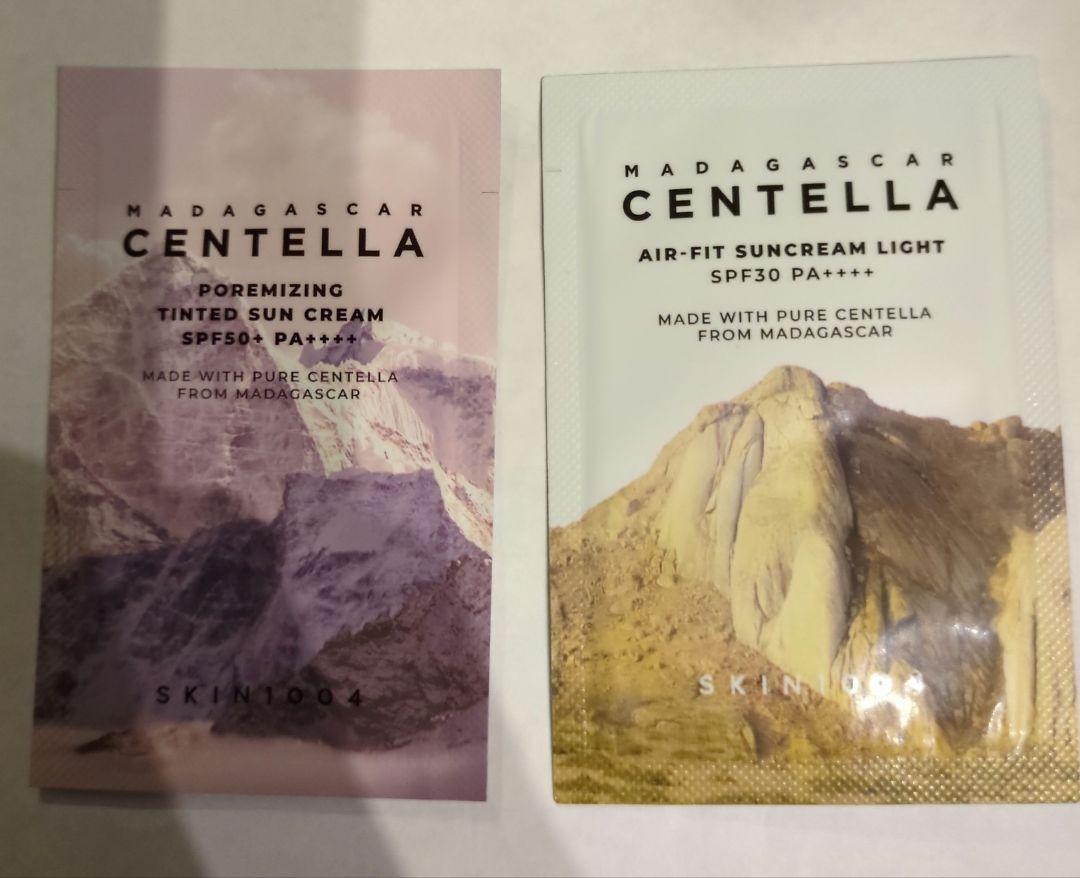 MADAGASCAR
CENTELLA
POREMIZING
TINTED SUN CREAM
SPF50+ PA++++
MADE WITH PURE CENTELLA
FROM MADAGASCAR
SKIN1004
MADAGASCAR
CENTELLA
AIR-FIT SUNCREAM LIGHT
SPF30 PA++++
MADE WITH PURE CENTELLA
FROM MADAGASCAR
SKIN1004